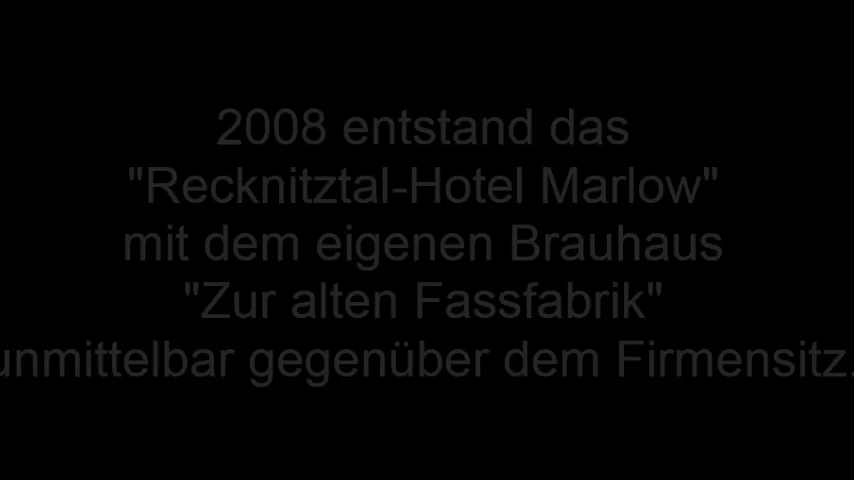 2008 entstand das
"Recknitztal-Hotel Marlow"
mit dem eigenen Brauhaus
"Zur alten Fassfabrik"
unmittelbar gegenüber dem Firmensitz.